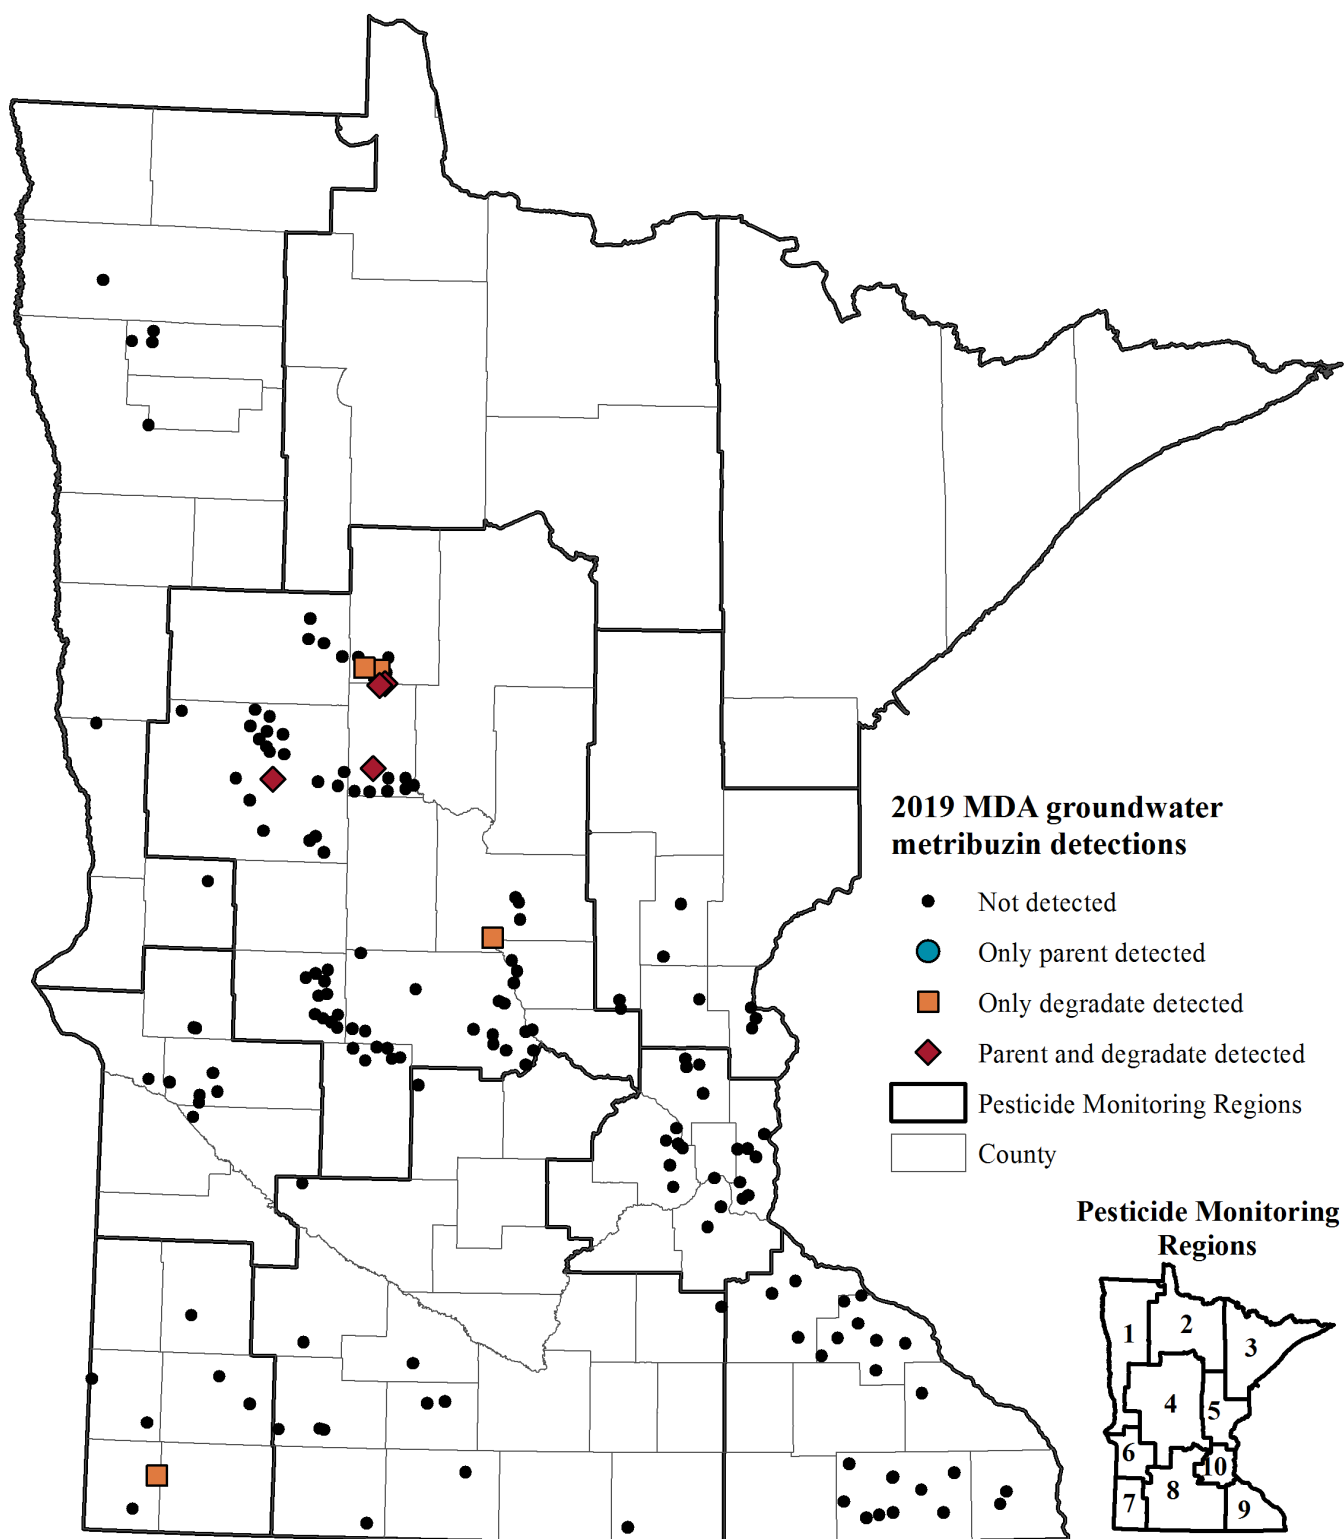 2019 MDA groundwater
metribuzin detections
Not detected
Only parent detected
Only degradate detected
Parent and degradate detected
Pesticide Monitoring Regions
County
Pesticide Monitoring
Regions
1
2
3
4
5
6
10
7
8
9